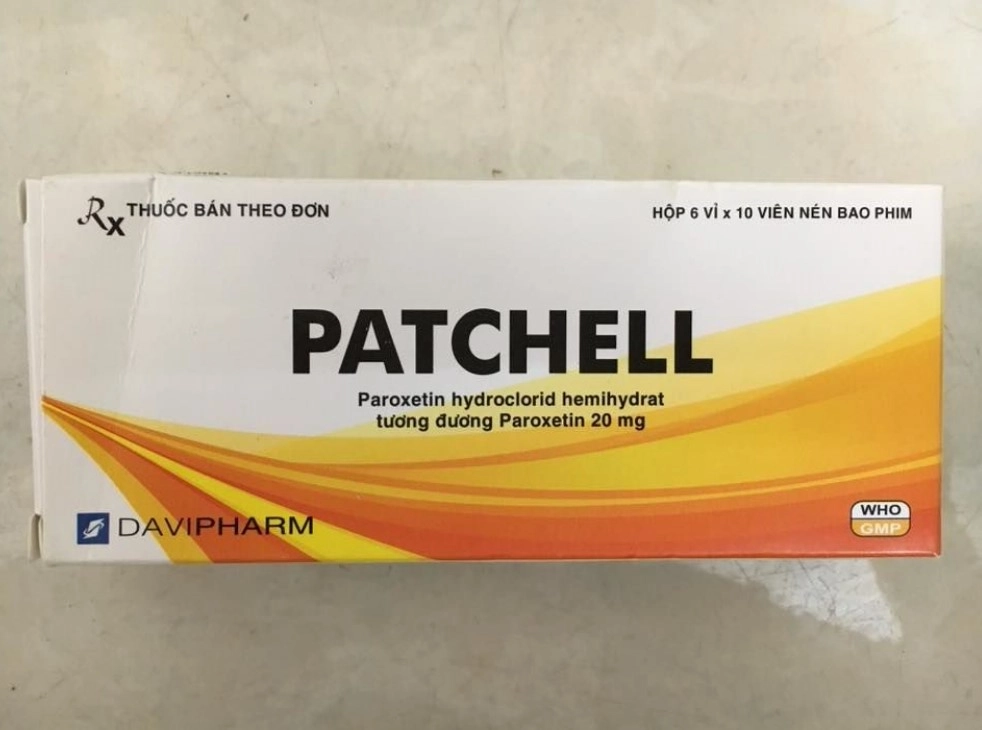 Rx THUỐC BÁN THEO ĐƠN
HỘP 6 VỈ x 10 VIÊN NÉN BAO PHIM
PATCHELL
Paroxetin hydroclorid hemihydrat
tương đương Paroxetin 20 mg
DAVIPHARM
WHO
GMP